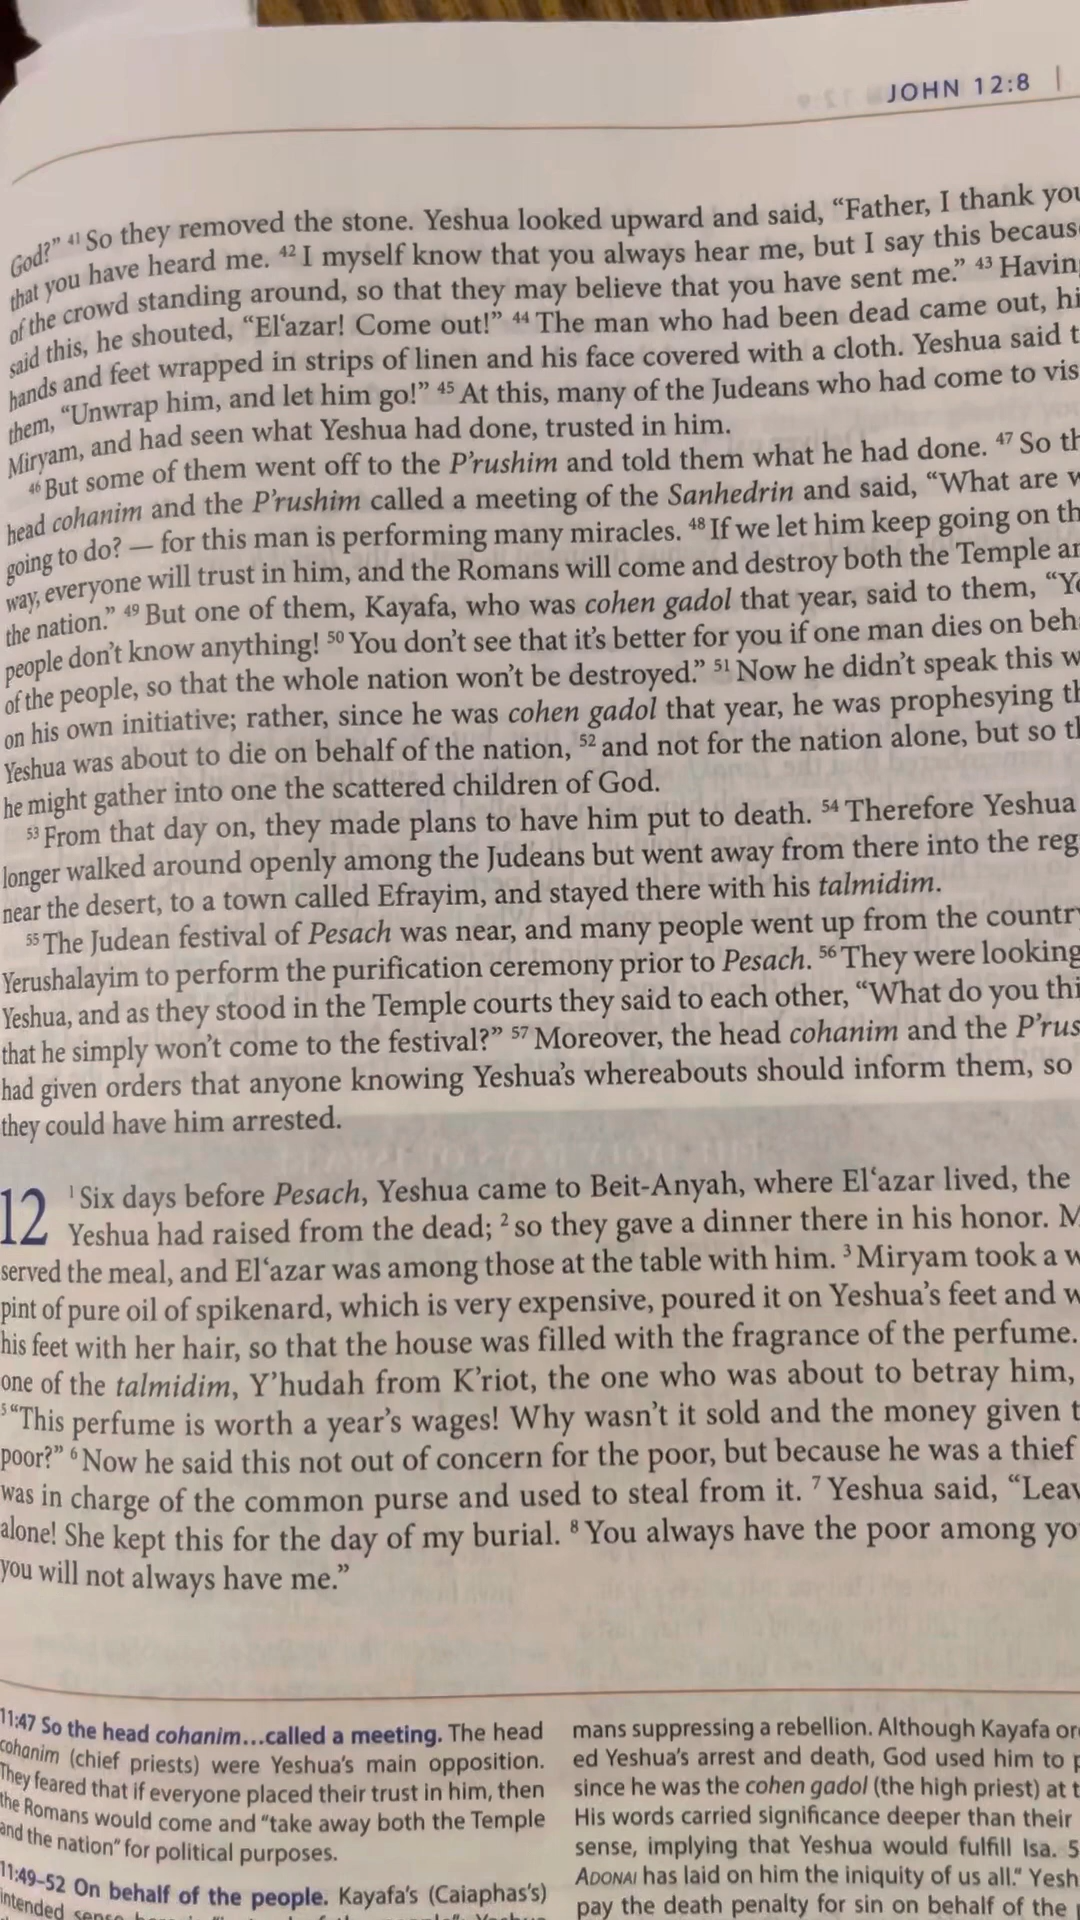 JOHN 12:8 |
God?” ⁴¹ So they removed the stone. Yeshua looked upward and said, “Father, I thank you
that you have heard me. ⁴² I myself know that you always hear me, but I say this becaus
of the crowd standing around, so that they may believe that you have sent me.” ⁴³ Havin
said this, he shouted, “El‘azar! Come out!” ⁴⁴ The man who had been dead came out, hi
hands and feet wrapped in strips of linen and his face covered with a cloth. Yeshua said t
them, “Unwrap him, and let him go!” ⁴⁵ At this, many of the Judeans who had come to vis
Miryam, and had seen what Yeshua had done, trusted in him.
⁴⁶ But some of them went off to the P’rushim and told them what he had done. ⁴⁷ So th
head cohanim and the P’rushim called a meeting of the Sanhedrin and said, “What are w
going to do? — for this man is performing many miracles. ⁴⁸ If we let him keep going on th
way, everyone will trust in him, and the Romans will come and destroy both the Temple an
the nation.” ⁴⁹ But one of them, Kayafa, who was cohen gadol that year, said to them, “Yo
people don’t know anything! ⁵⁰ You don’t see that it’s better for you if one man dies on beh
of the people, so that the whole nation won’t be destroyed.” ⁵¹ Now he didn’t speak this w
on his own initiative; rather, since he was cohen gadol that year, he was prophesying th
Yeshua was about to die on behalf of the nation, ⁵² and not for the nation alone, but so th
he might gather into one the scattered children of God.
⁵³ From that day on, they made plans to have him put to death. ⁵⁴ Therefore Yeshua
longer walked around openly among the Judeans but went away from there into the reg
near the desert, to a town called Efrayim, and stayed there with his talmidim.
⁵⁵ The Judean festival of Pesach was near, and many people went up from the countr
Yerushalayim to perform the purification ceremony prior to Pesach. ⁵⁶ They were looking
Yeshua, and as they stood in the Temple courts they said to each other, “What do you thi
that he simply won’t come to the festival?” ⁵⁷ Moreover, the head cohanim and the P’rus
had given orders that anyone knowing Yeshua’s whereabouts should inform them, so
they could have him arrested.
12 ¹ Six days before Pesach, Yeshua came to Beit-Anyah, where El‘azar lived, the
Yeshua had raised from the dead; ² so they gave a dinner there in his honor. M
served the meal, and El‘azar was among those at the table with him. ³ Miryam took a w
pint of pure oil of spikenard, which is very expensive, poured it on Yeshua’s feet and w
his feet with her hair, so that the house was filled with the fragrance of the perfume.
one of the talmidim, Y’hudah from K’riot, the one who was about to betray him,
⁵ “This perfume is worth a year’s wages! Why wasn’t it sold and the money given t
poor?” ⁶ Now he said this not out of concern for the poor, but because he was a thief
was in charge of the common purse and used to steal from it. ⁷ Yeshua said, “Leav
alone! She kept this for the day of my burial. ⁸ You always have the poor among yo
you will not always have me.”
11:47 So the head cohanim...called a meeting. The head
cohanim (chief priests) were Yeshua’s main opposition.
They feared that if everyone placed their trust in him, then
the Romans would come and “take away both the Temple
and the nation” for political purposes.
11:49–52 On behalf of the people. Kayafa’s (Caiaphas’s)
intended
mans suppressing a rebellion. Although Kayafa or
ed Yeshua’s arrest and death, God used him to p
since he was the cohen gadol (the high priest) at t
His words carried significance deeper than their
sense, implying that Yeshua would fulfill Isa. 5
ADONAI has laid on him the iniquity of us all.” Yesh
pay the death penalty for sin on behalf of the